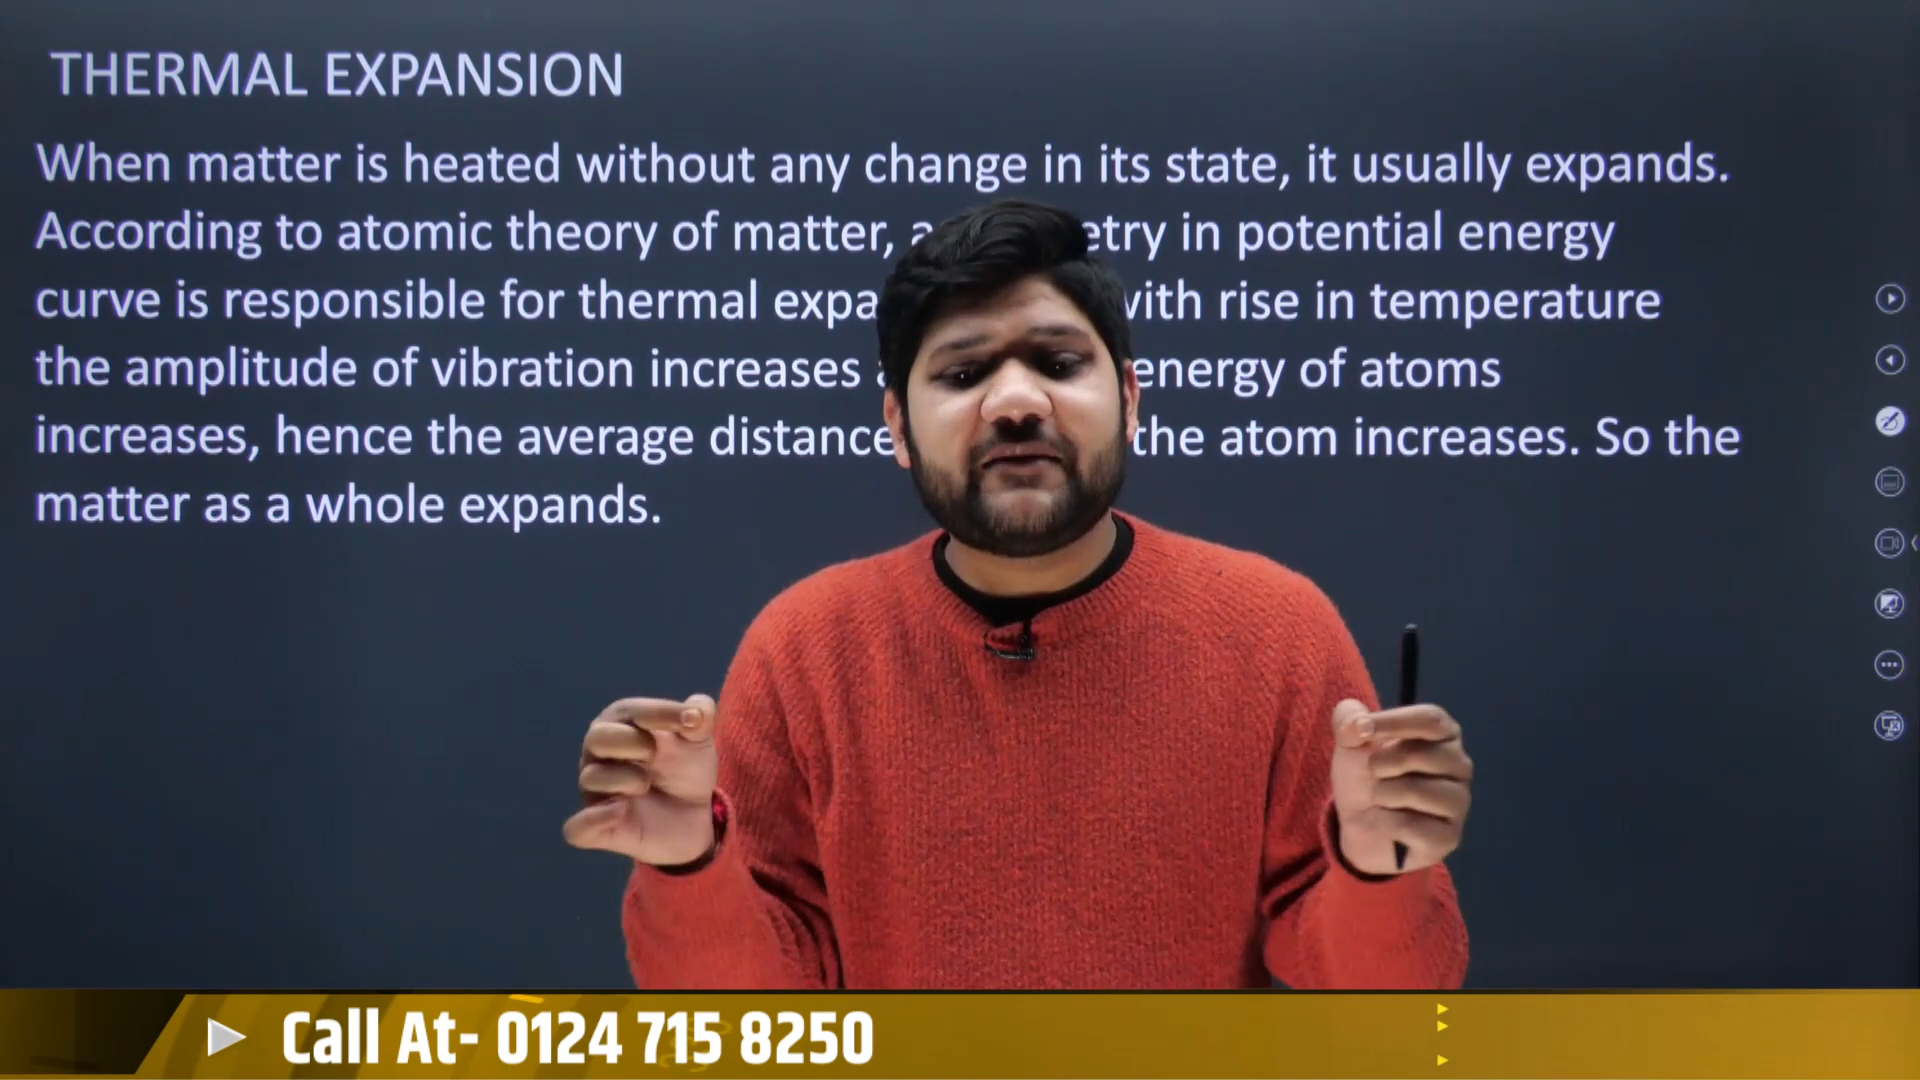 THERMAL EXPANSION
When matter is heated without any change in its state, it usually expands.
According to atomic theory of matter, in potential energy
curve is responsible for thermal with rise in temperature
the amplitude of vibration increases energy of atoms
increases, hence the average distance the atom increases. So the
matter as a whole expands.
Call At- 0124 715 8250